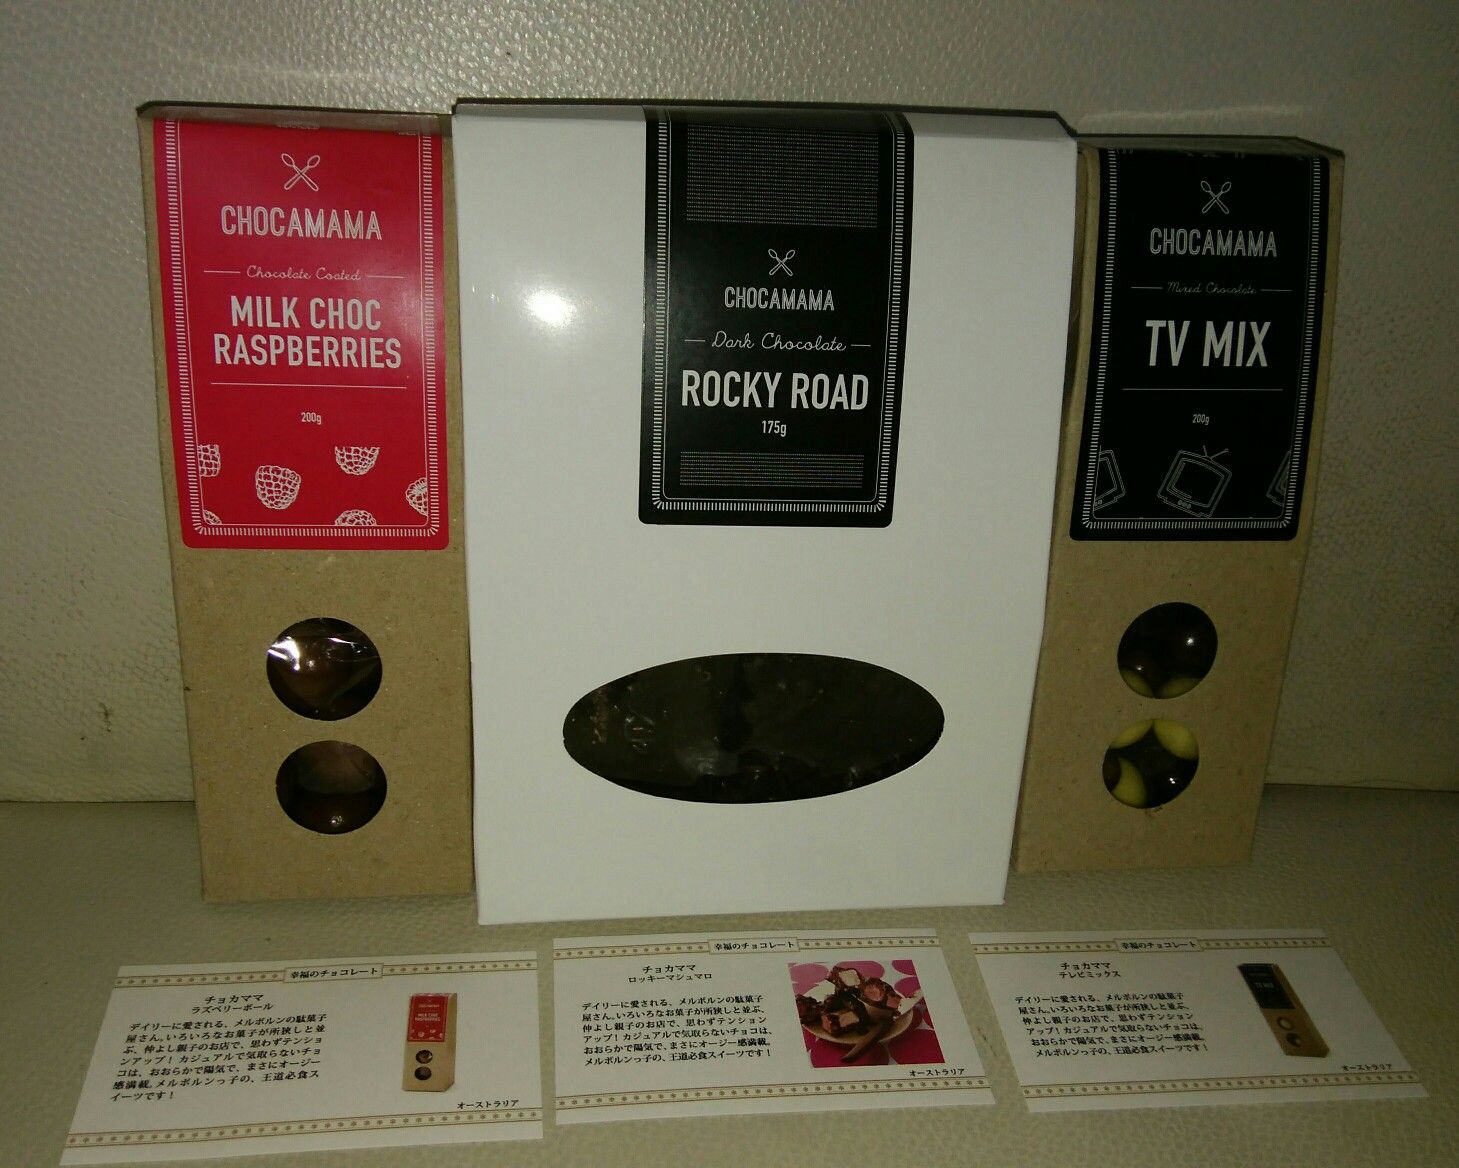 CHOCAMAMA
Chocolate Coated
MILK CHOC
RASPBERRIES
200g
CHOCAMAMA
Dark Chocolate
ROCKY ROAD
175g
CHOCAMAMA
Mixed Chocolate
TV MIX
200g
幸福のチョコレート
チョカママ
ラズベリーボール
デイリーに愛される、メルボルンの駄菓子
屋さん。いろいろなお菓子が所狭しと並
ぶ、仲よし親子のお店で、思わずテンショ
ンアップ！カジュアルで気取らないチョ
コは、おおらかで陽気で、まさにオージー
感満載。メルボルンっ子の、王道必食ス
イーツです！
CHOCAMAMA
MILK CHOC
RASPBERRIES
オーストラリア
幸福のチョコレート
チョカママ
ロッキーマシュマロ
デイリーに愛される、メルボルンの駄菓子
屋さん。いろいろなお菓子が所狭しと並ぶ、
仲よし親子のお店で、思わずテンション
アップ！カジュアルで気取らないチョコは、
おおらかで陽気で、まさにオージー感満載。
メルボルンっ子の、王道必食スイーツです！
オーストラリア
幸福のチョコレート
チョカママ
テレビミックス
デイリーに愛される、メルボルンの駄菓子
屋さん。いろいろなお菓子が所狭しと並ぶ、
仲よし親子のお店で、思わずテンション
アップ！カジュアルで気取らないチョコは、
おおらかで陽気で、まさにオージー感満載。
メルボルンっ子の、王道必食スイーツです！
TV MIX
オーストラリア